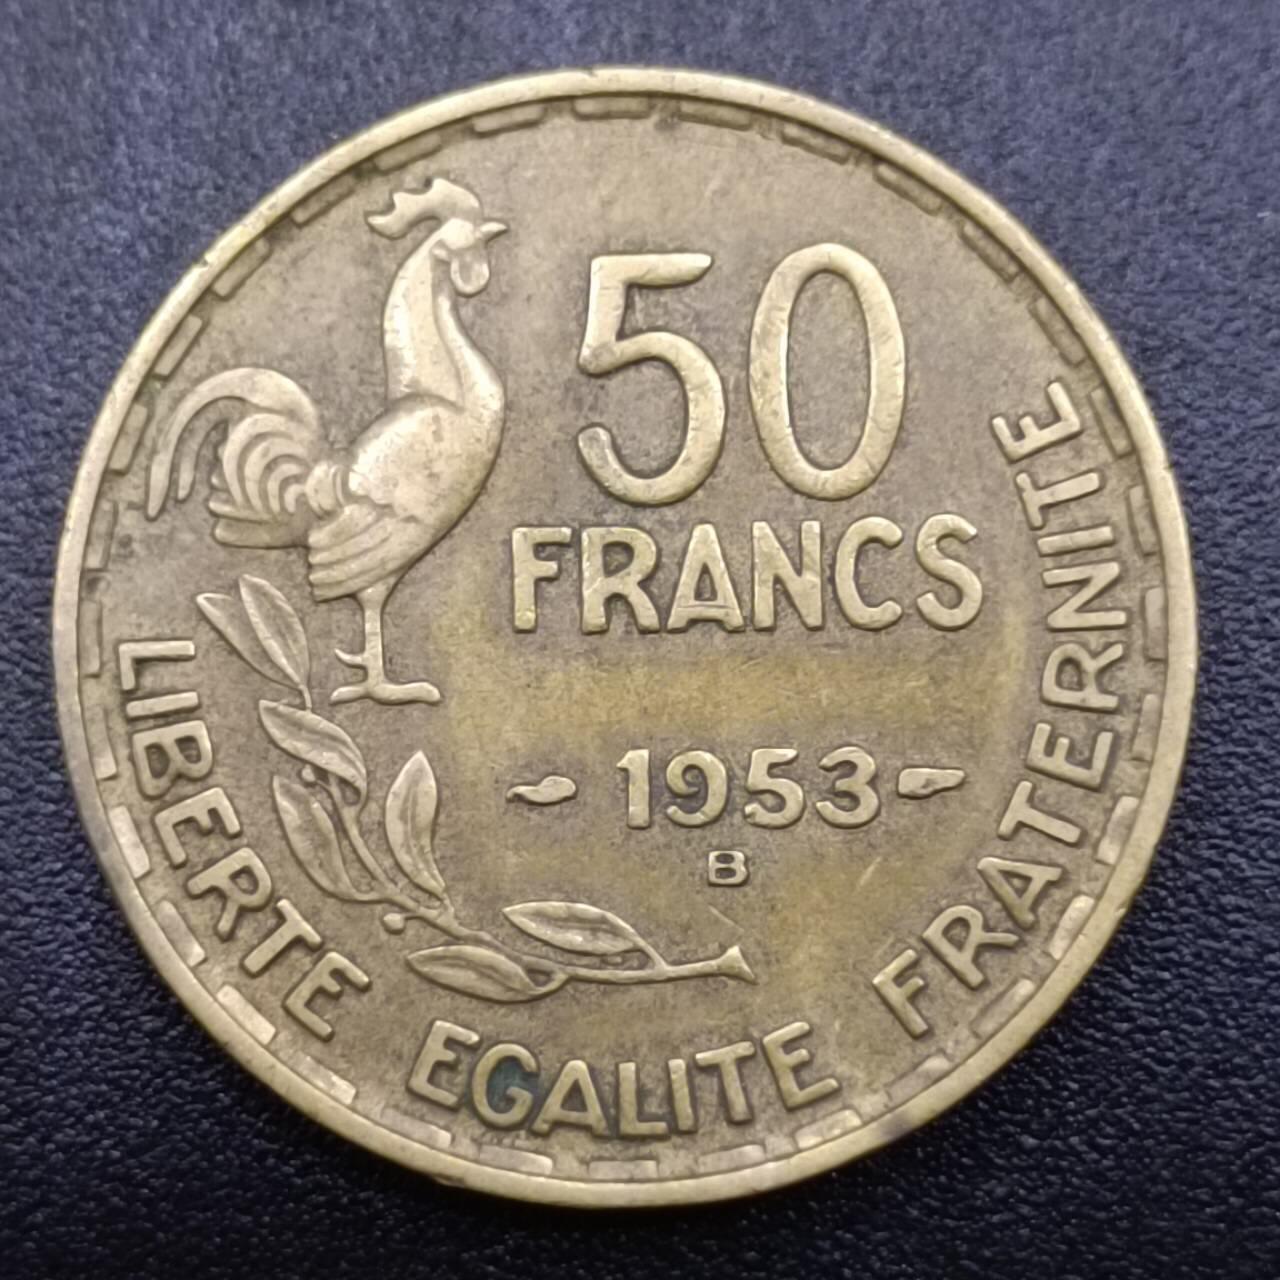 50
FRANCS
- 1953 -
B
LIBERTE EGALITE FRATERNITE